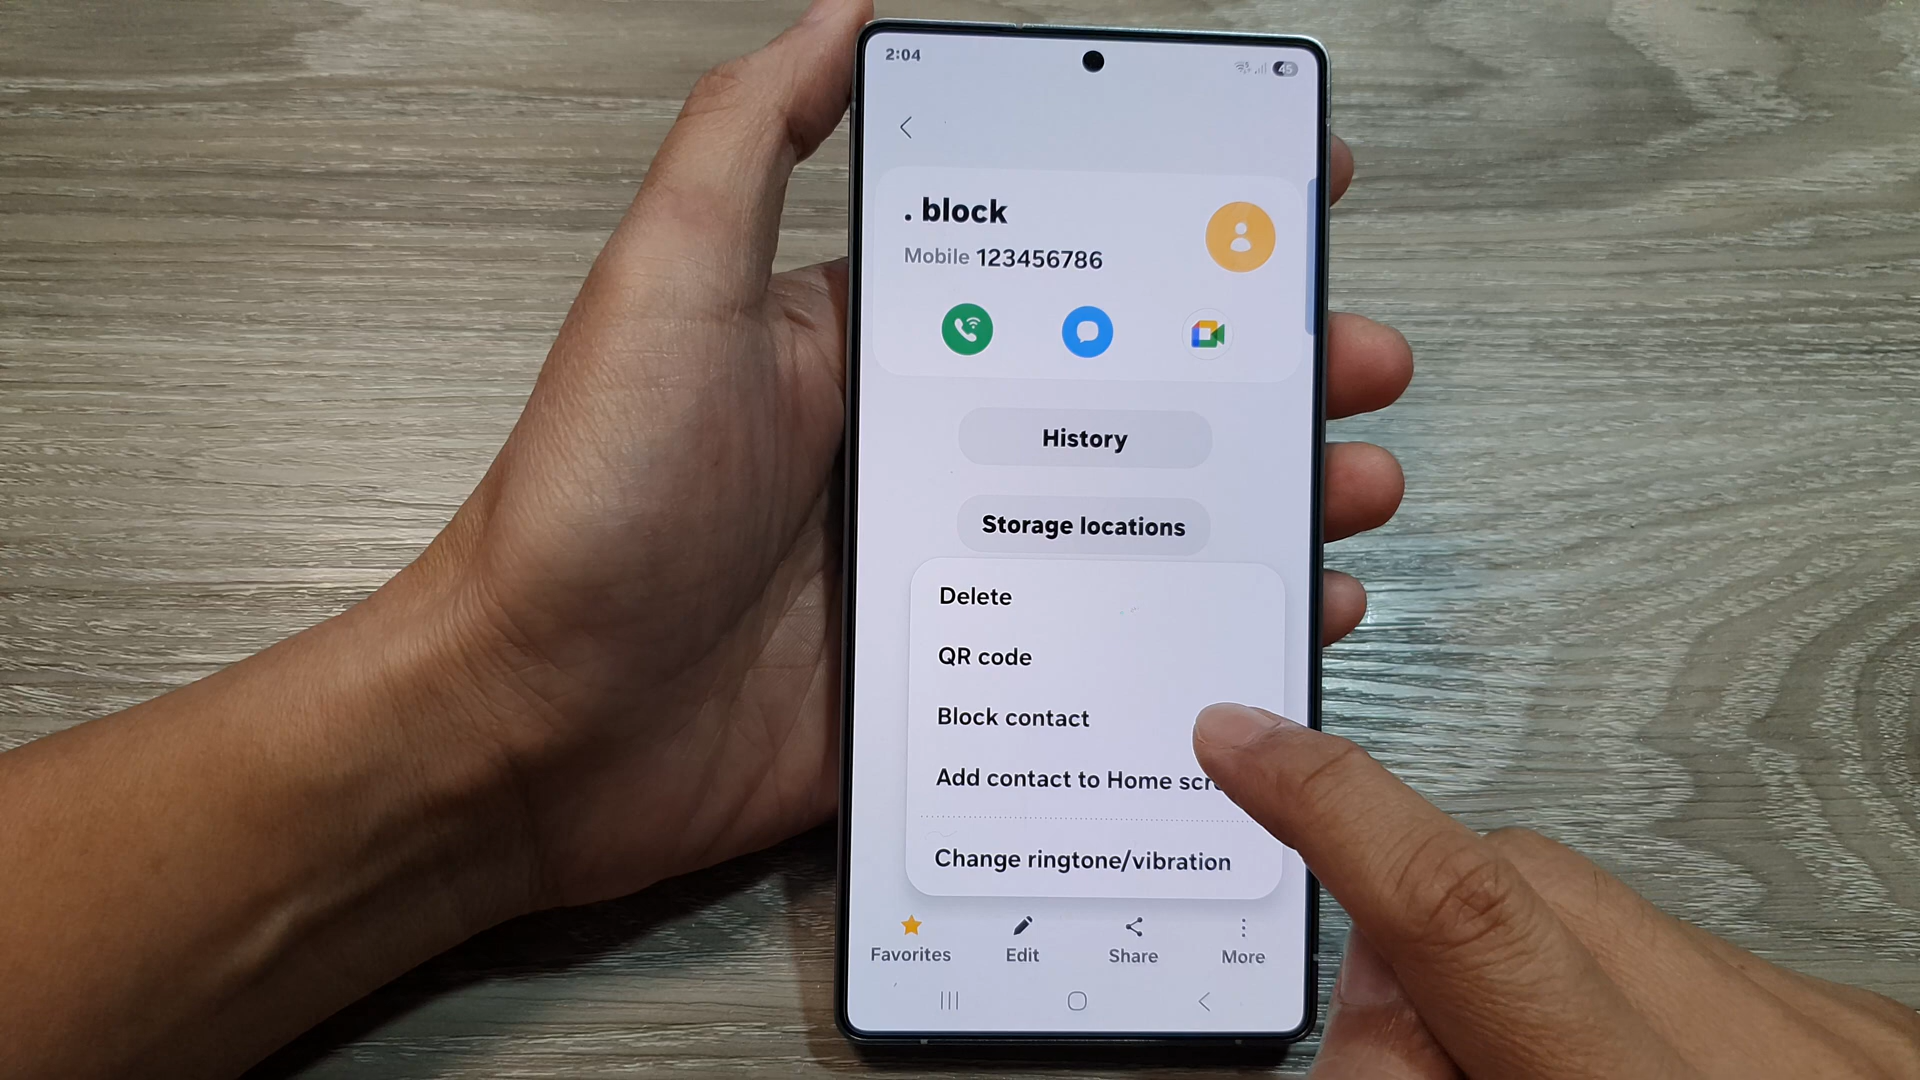 2:04
45
. block
Mobile 123456786
History
Storage locations
Delete
QR code
Block contact
Add contact to Home scr
Change ringtone/vibration
Favorites
Edit
Share
More